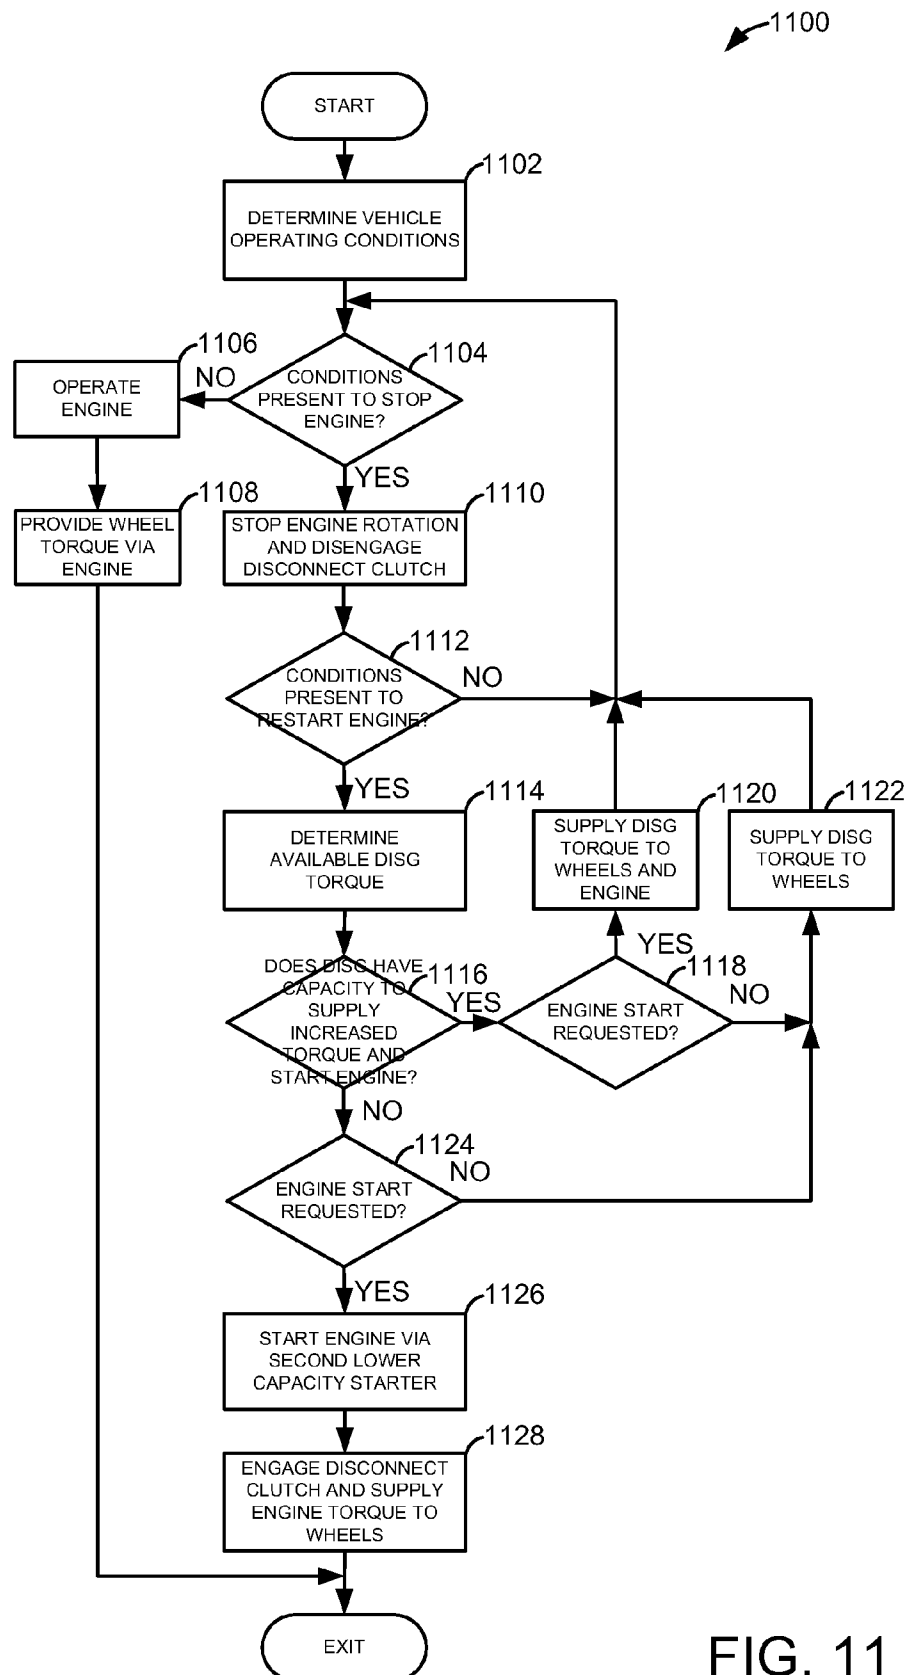 1100
START
1102
DETERMINE VEHICLE
OPERATING CONDITIONS
1106
1104
NO
OPERATE
ENGINE
CONDITIONS
PRESENT TO STOP
ENGINE?
YES
1108
1110
PROVIDE WHEEL
TORQUE VIA
ENGINE
STOP ENGINE ROTATION
AND DISENGAGE
DISCONNECT CLUTCH
1112
NO
CONDITIONS
PRESENT TO
RESTART ENGINE?
YES
1114
1120
1122
DETERMINE
AVAILABLE DISG
TORQUE
SUPPLY DISG
TORQUE TO
WHEELS AND
ENGINE
SUPPLY DISG
TORQUE TO
WHEELS
DOES DISG HAVE
CAPACITY TO
SUPPLY
INCREASED
TORQUE AND
START ENGINE?
1116
YES
YES
1118
NO
ENGINE START
REQUESTED?
NO
1124
NO
ENGINE START
REQUESTED?
YES
1126
START ENGINE VIA
SECOND LOWER
CAPACITY STARTER
1128
ENGAGE DISCONNECT
CLUTCH AND SUPPLY
ENGINE TORQUE TO
WHEELS
EXIT
FIG. 11